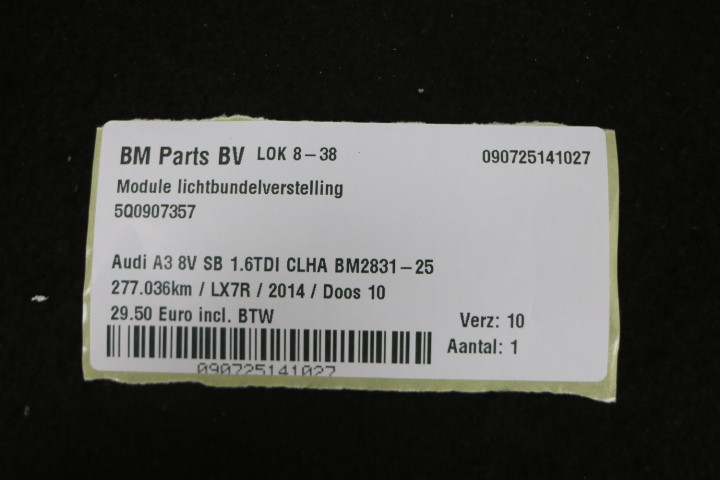 BM Parts BV LOK 8-38 090725141027
Module lichtbundelverstelling
5Q0907357
Audi A3 8V SB 1.6TDI CLHA BM2831-25
277.036km / LX7R / 2014 / Doos 10
29.50 Euro incl. BTW
Verz: 10
Aantal: 1
090725141027